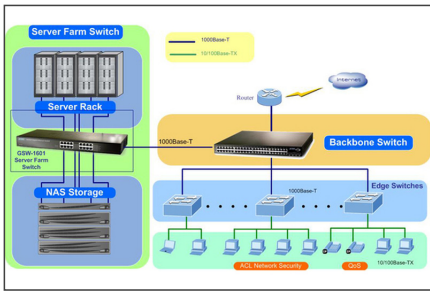 Server Farm Switch
1000Base-T
10/100Base-TX
Internet
Router
Server Rack
GSW-1601
Server Farm
Switch
1000Base-T
Backbone Switch
NAS Storage
1000Base-T
Edge Switches
ACL Network Security
QoS
10/100Base-TX